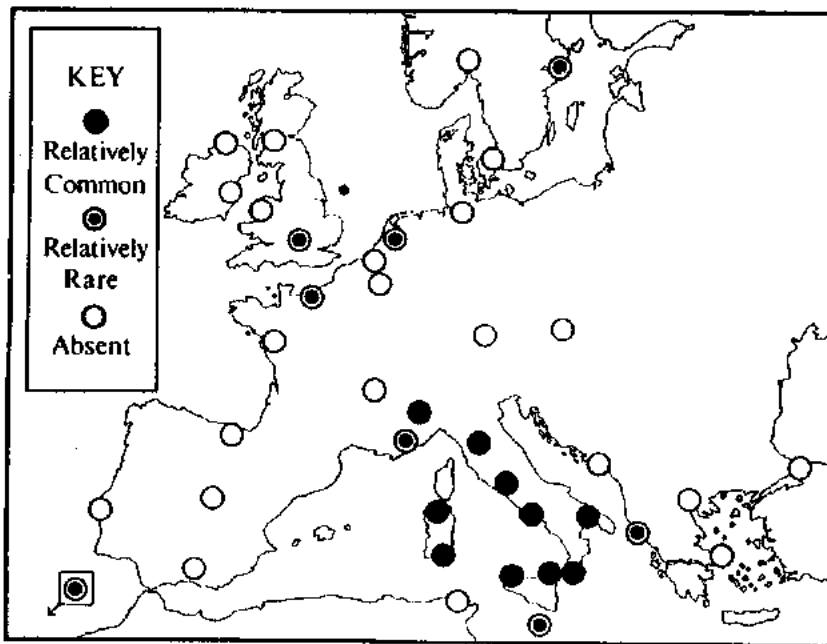 KEY
Relatively
Common
Relatively
Rare
Absent